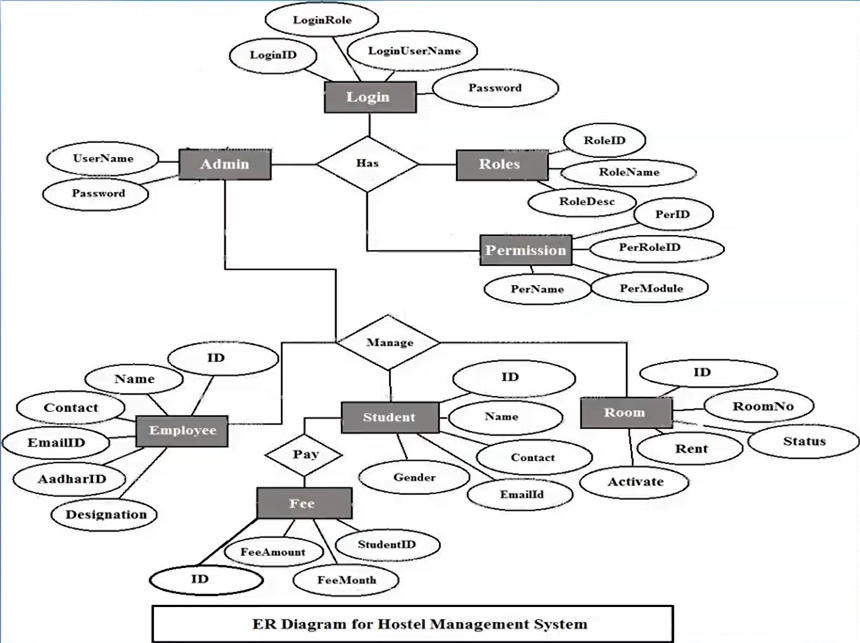 LoginRole
LoginID
LoginUserName
Login
Password
UserName
Admin
Has
Roles
RoleID
RoleName
Password
RoleDesc
PerID
Permission
PerRoleID
PerName
PerModule
Manage
ID
Name
Contact
EmailID
AadharID
Designation
Employee
Student
ID
Name
Contact
EmailId
Gender
Room
ID
RoomNo
Status
Rent
Activate
Pay
Fee
StudentID
FeeAmount
FeeMonth
ID
ER Diagram for Hostel Management System